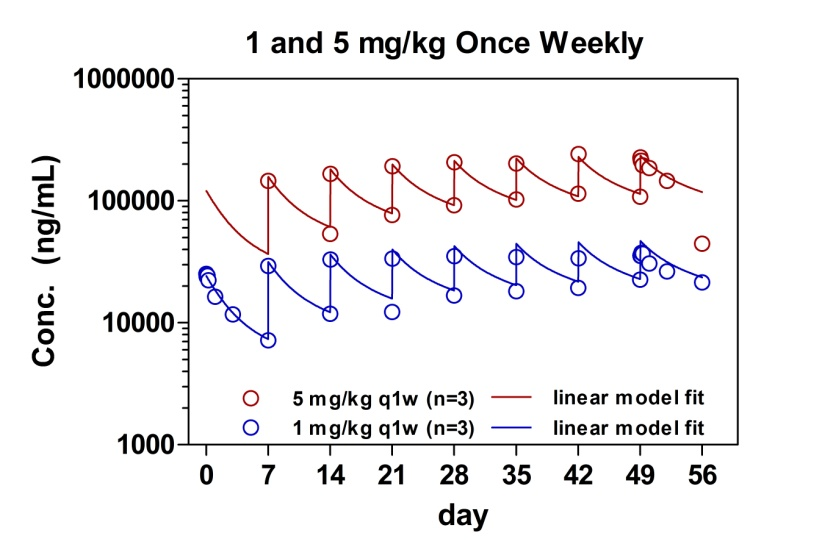 1 and 5 mg/kg Once Weekly
1000000
100000
10000
1000
Conc. (ng/mL)
5 mg/kg q1w (n=3) linear model fit
1 mg/kg q1w (n=3) linear model fit
0 7 14 21 28 35 42 49 56
day